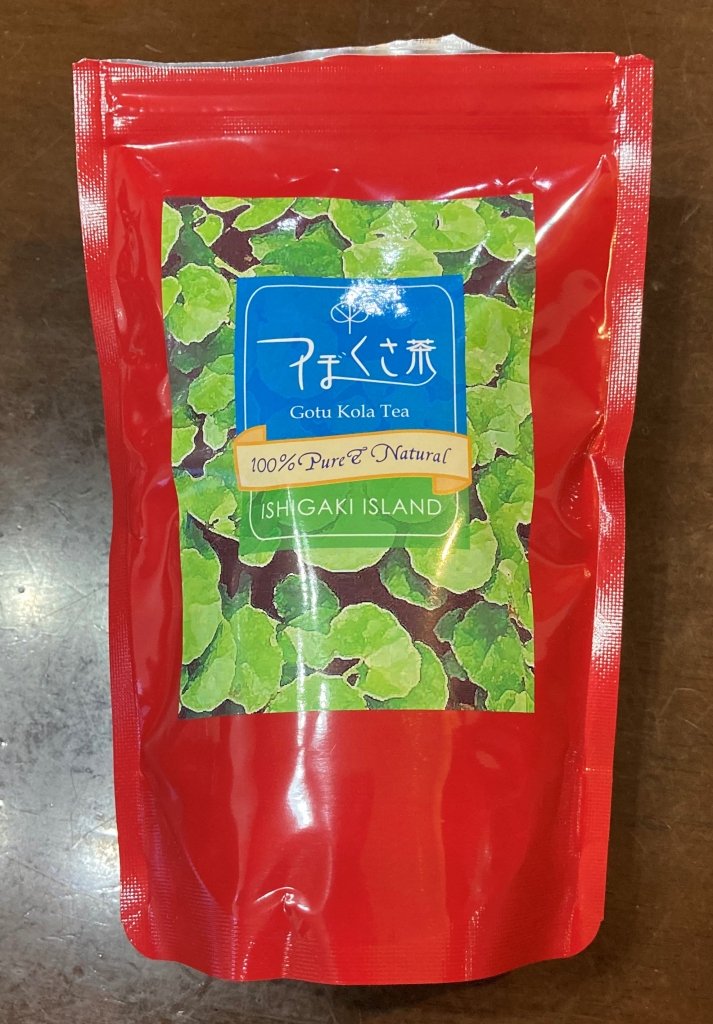 つぼくさ茶
Gotu Kola Tea
100% Pure & Natural
ISHIGAKI ISLAND